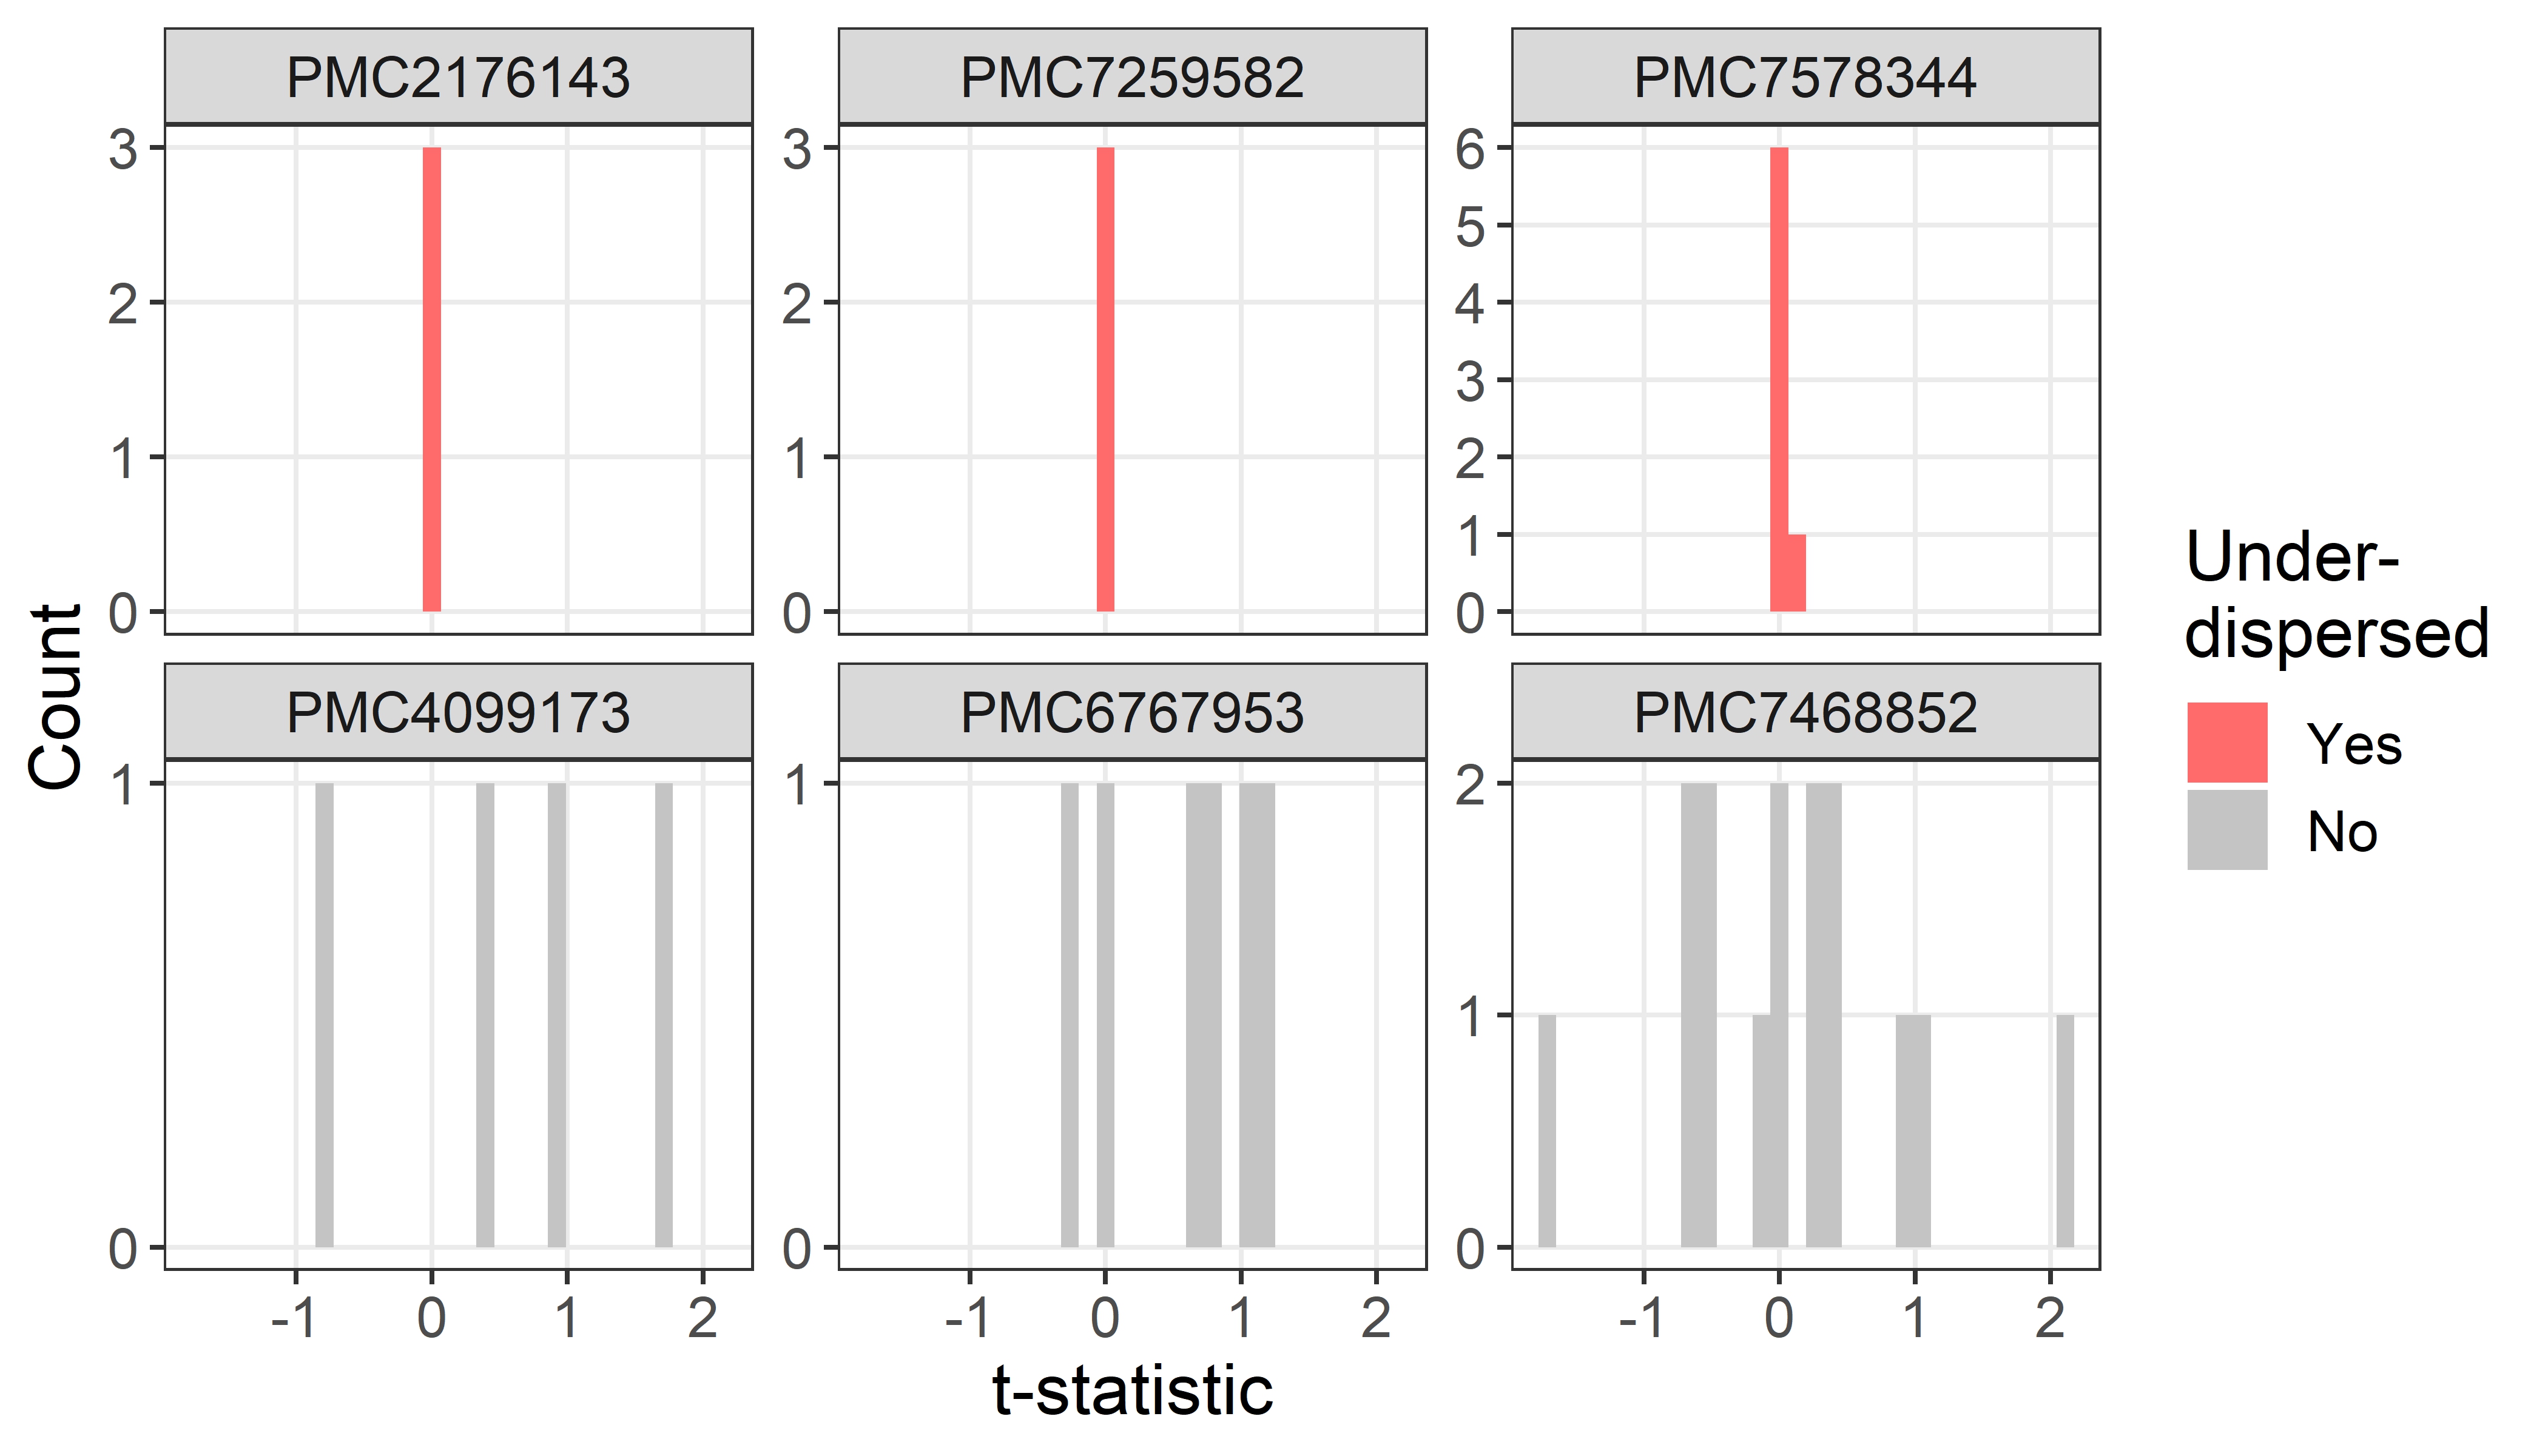 PMC2176143 PMC7259582 PMC7578344
3 3 6
5
2 2 4
3
1 1 2
1
0 0 0
Count
PMC4099173 PMC6767953 PMC7468852
1 1 2
1
0 0 0
-1 0 1 2 -1 0 1 2 -1 0 1 2
t-statistic
Under-
dispersed
Yes
No